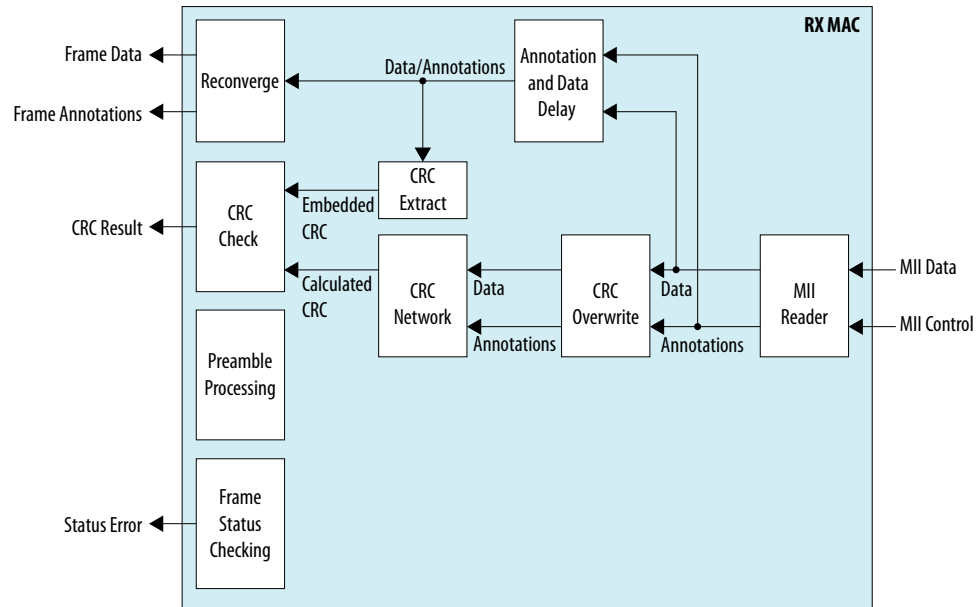 RX MAC
Frame Data
Frame Annotations
Reconverge
Data/Annotations
Annotation
and Data
Delay
CRC
Extract
Embedded
CRC
CRC
Check
CRC Result
Calculated
CRC
CRC
Network
Data
Annotations
CRC
Overwrite
Data
Annotations
MII
Reader
MII Data
MII Control
Preamble
Processing
Frame
Status
Checking
Status Error